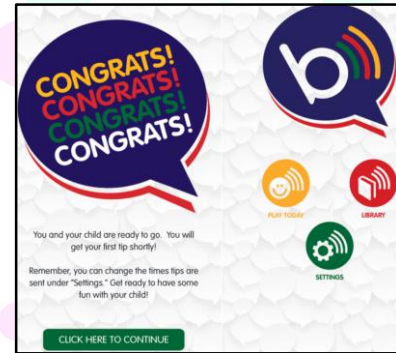 CONGRATS!
CONGRATS!
CONGRATS!
CONGRATS!
You and your child are ready to go. You will
get your first tip shortly!
Remember, you can change the times tips are
sent under "Settings." Get ready to have some
fun with your child!
CLICK HERE TO CONTINUE
b
PLAY TODAY
LIBRARY
SETTINGS